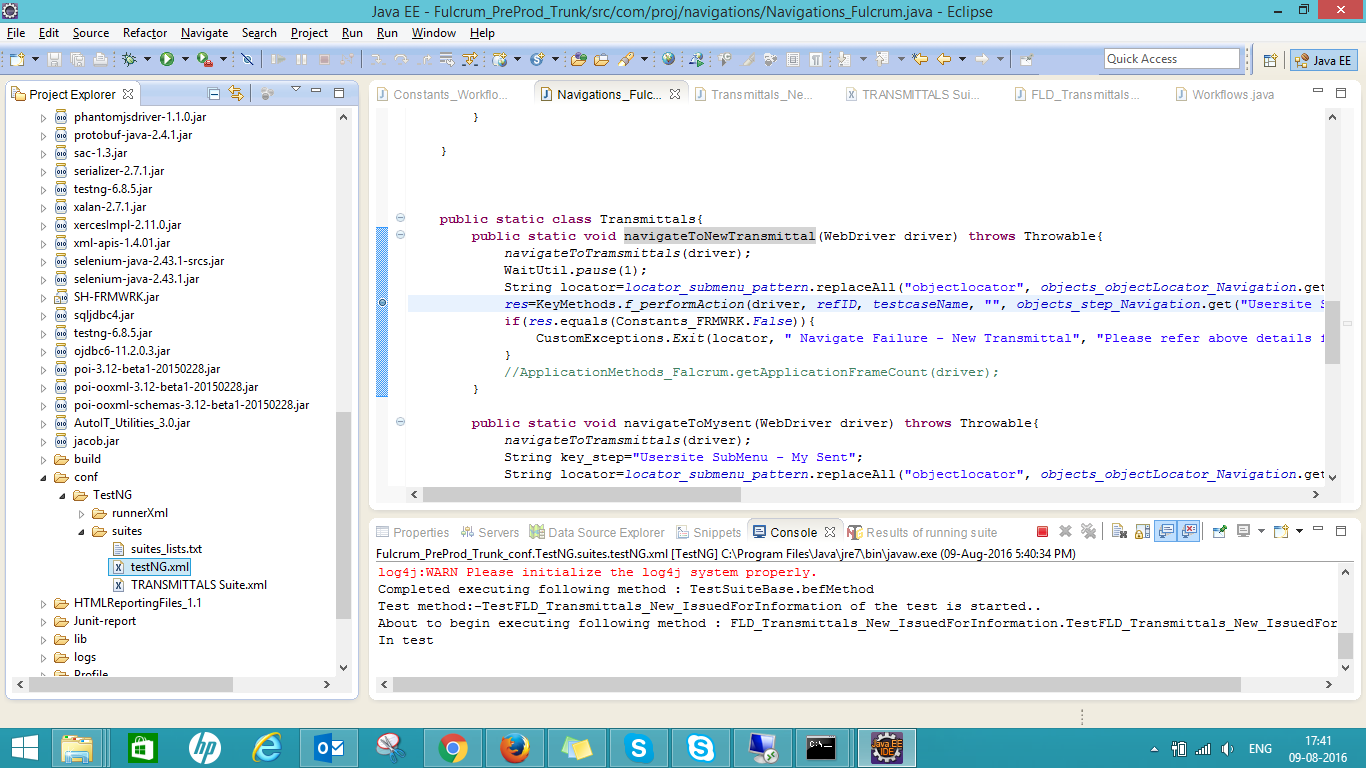 Java EE - Fulcrum_PreProd_Trunk/src/com/proj/navigations/Navigations_Fulcrum.java - Eclipse
File Edit Source Refactor Navigate Search Project Run Run Window Help
Quick Access
Java EE
Project Explorer
phantomjsdriver-1.1.0.jar
protobuf-java-2.4.1.jar
sac-1.3.jar
serializer-2.7.1.jar
testng-6.8.5.jar
xalan-2.7.1.jar
xercesImpl-2.11.0.jar
xml-apis-1.4.01.jar
selenium-java-2.43.1-srcs.jar
selenium-java-2.43.1.jar
SH-FRMWRK.jar
sqljdbc4.jar
testng-6.8.5.jar
ojdbc6-11.2.0.3.jar
poi-3.12-beta1-20150228.jar
poi-ooxml-3.12-beta1-20150228.jar
poi-ooxml-schemas-3.12-beta1-20150228.jar
AutoIT_Utilities_3.0.jar
jacob.jar
build
conf
TestNG
runnerXml
suites
suites_lists.txt
testNG.xml
TRANSMITTALS Suite.xml
HTMLReportingFiles_1.1
Junit-report
lib
logs
Profile
Constants_Workflo... Navigations_Fulc... Transmittals_Ne... TRANSMITTALS Sui... FLD_Transmittals... Workflows.java
}
}
public static class Transmittals{
public static void navigateToNewTransmittal(WebDriver driver) throws Throwable{
navigateToTramsmittals(driver);
WaitUtil.pause(1);
String locator=locator_submenu_pattern.replaceAll("objectlocator", objects_objectLocator_Navigation.get
res=KeyMethods.f_performAction(driver, refID, testcaseName, "", objects_step_Navigation.get("Usersite S
if(res.equals(Constants_FRMWRK.False)){
CustomExceptions.Exit(locator, " Navigate Failure - New Transmittal", "Please refer above details f
}
//ApplicationMethods_Falcrum.getApplicationFrameCount(driver);
}
public static void navigateToMysent(WebDriver driver) throws Throwable{
navigateToTramsmittals(driver);
String key_step="Usersite SubMenu - My Sent";
String locator=locator_submenu_pattern.replaceAll("objectlocator", objects_objectLocator_Navigation.get
Properties Servers Data Source Explorer Snippets Console Results of running suite
Fulcrum_PreProd_Trunk_conf.TestNG.suites.testNG.xml [TestNG] C:\Program Files\Java\jre7\bin\javaw.exe (09-Aug-2016 5:40:34 PM)
log4j:WARN Please initialize the log4j system properly.
Completed executing following method : TestSuiteBase.befMethod
Test method:-TestFLD_Transmittals_New_IssuedForInformation of the test is started..
About to begin executing following method : FLD_Transmittals_New_IssuedForInformation.TestFLD_Transmittals_New_IssuedFor
In test
Java EE
IDE
ENG
17:41
09-08-2016